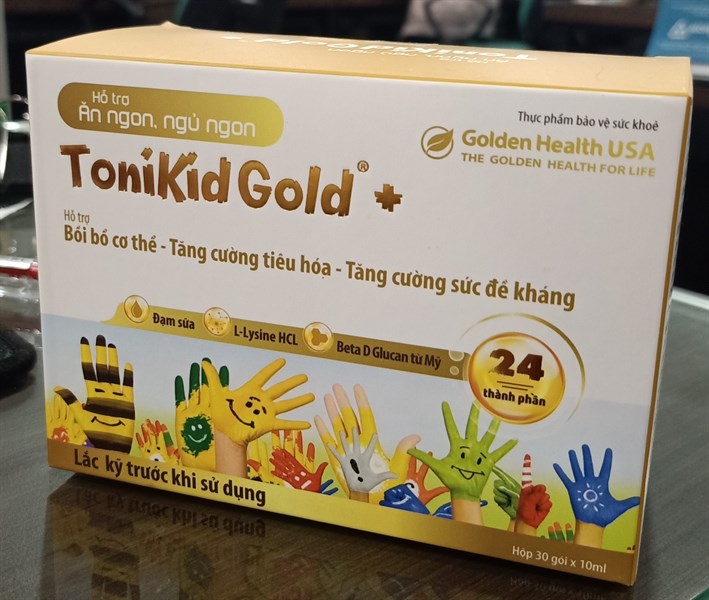 Hỗ trợ
Ăn ngon, ngủ ngon
Thực phẩm bảo vệ sức khoẻ
Golden Health USA
THE GOLDEN HEALTH FOR LIFE
ToniKid Gold® +
Hỗ trợ
Bồi bổ cơ thể - Tăng cường tiêu hóa - Tăng cường sức đề kháng
Đạm sữa
L-Lysine HCL
Beta D Glucan từ Mỹ
24
thành phần
Lắc kỹ trước khi sử dụng
Hộp 30 gói x 10ml
ToniKid Gold +